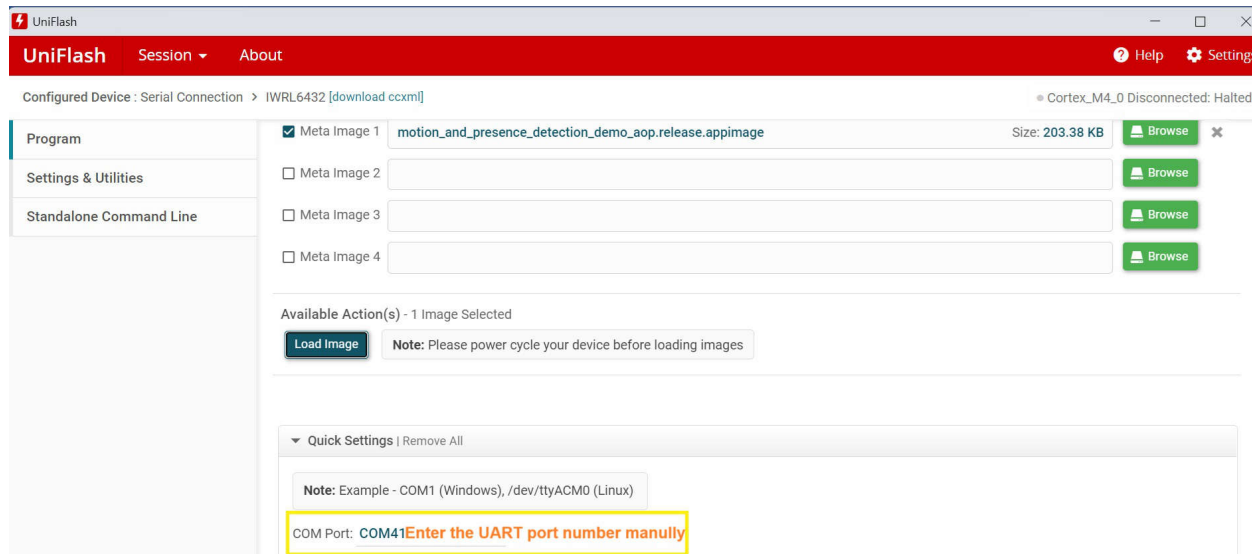 UniFlash
UniFlash Session About Help Settings
Configured Device : Serial Connection > IWRL6432 [download ccxml] Cortex_M4_0 Disconnected: Halted
Program
Settings & Utilities
Standalone Command Line
Meta Image 1 motion_and_presence_detection_demo_aop.release.appimage Size: 203.38 KB Browse
Meta Image 2 Browse
Meta Image 3 Browse
Meta Image 4 Browse
Available Action(s) - 1 Image Selected
Load Image Note: Please power cycle your device before loading images
Quick Settings | Remove All
Note: Example - COM1 (Windows), /dev/ttyACM0 (Linux)
COM Port: COM41Enter the UART port number manully